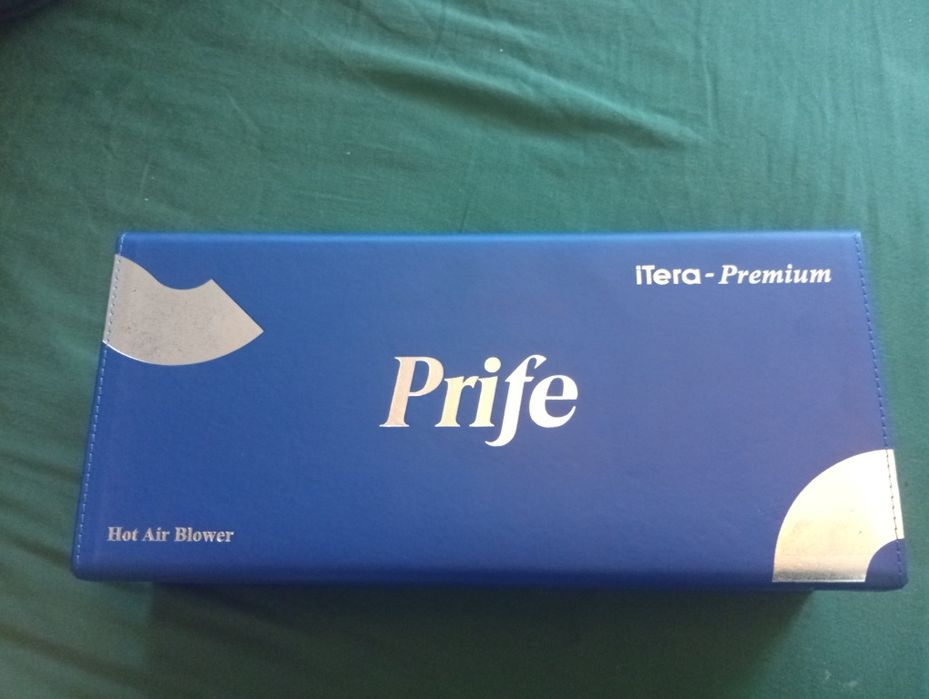 iTera - Premium
Prife
Hot Air Blower